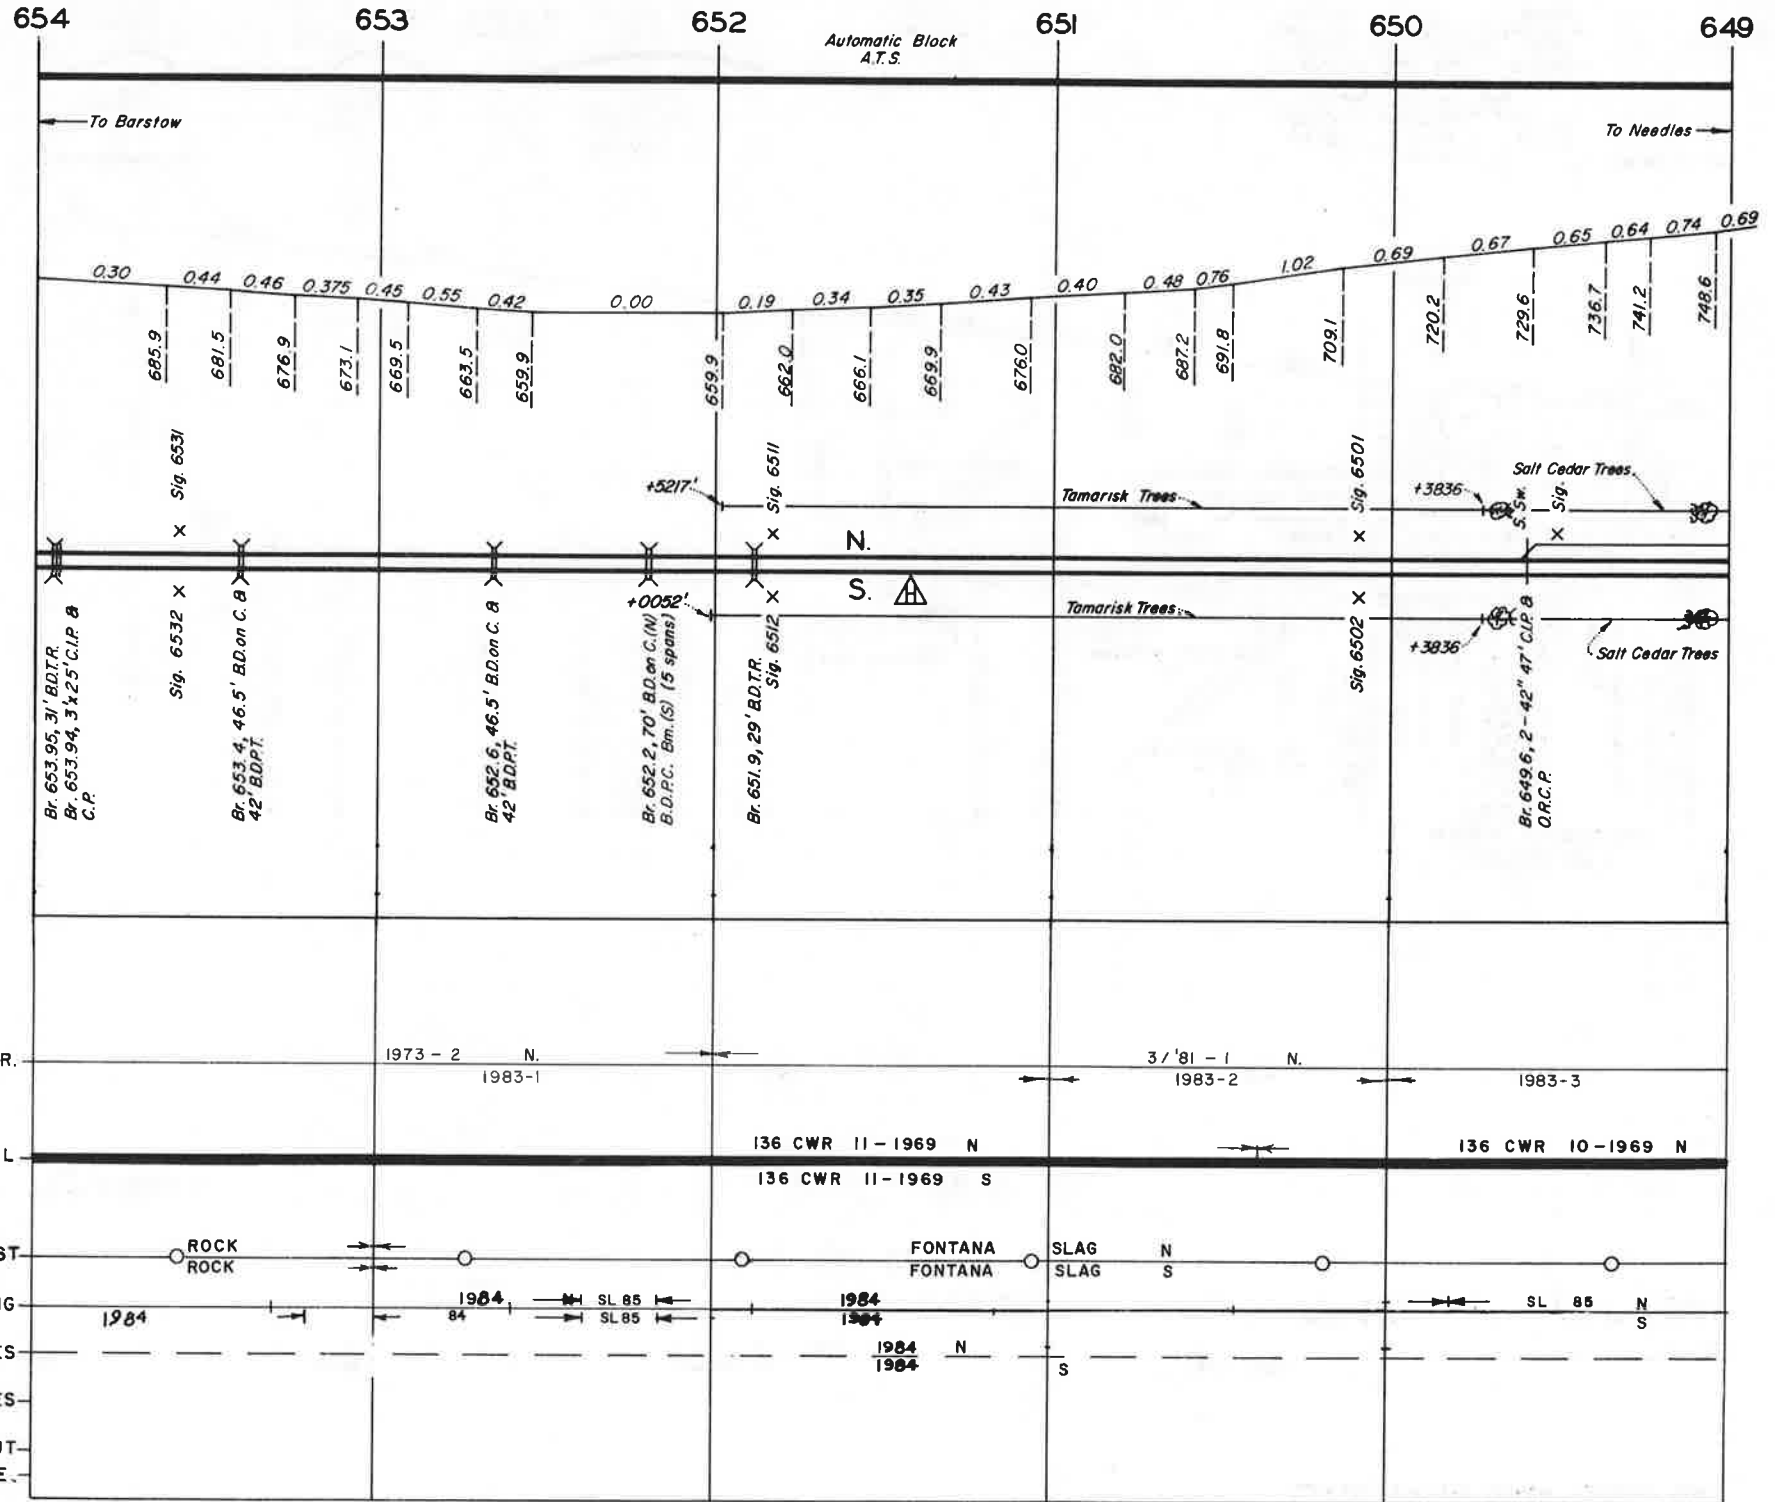 654 653 652 651 650 649
Automatic Block
A.T.S.
To Barstow
To Needles
0.30 0.44 0.46 0.375 0.45 0.55 0.42 0.00 0.19 0.34 0.35 0.43 0.40 0.48 0.76 1.02 0.69 0.67 0.65 0.64 0.74 0.69
685.9 681.5 676.9 673.1 669.5 663.5 659.9 659.9 662.0 666.1 669.9 676.0 682.0 687.2 691.8 709.1 720.2 729.6 736.7 741.2 748.6
Sig. 6531
Sig. 6511
Sig. 6501
S. Sw.
Sig.
+5217'
Tamarisk Trees
+3836
Salt Cedar Trees
N.
S.
H
+0052'
Tamarisk Trees
+3836
Salt Cedar Trees
Sig. 6532
Sig. 6512
Sig. 6502
Br. 653.95, 31' B.D.T.R.
Br. 653.94, 3'x25' C.I.P. &
C.P.
Br. 653.4, 46.5' B.D.on C. &
42' B.D.P.T.
Br. 652.6, 46.5' B.D.on C. &
42' B.D.P.T.
Br. 652.2, 70' B.D.on C.(N)
B.D.P.C. Bm.(S) (5 spans)
Br. 651.9, 29' B.D.T.R.
Br. 649.6, 2-42" 47' C.I.P. &
O.R.C.P.
R.
1973-2 N.
3/'81-1 N.
1983-1
1983-2
1983-3
136 CWR 11-1969 N
136 CWR 10-1969 N
L
136 CWR 11-1969 S
ST
ROCK
FONTANA SLAG N
ROCK
FONTANA SLAG S
IG
1984
SL 85
1984
SL 85 N
1984
84
SL 85
1984
S
ES
1984 N
1984 S
ES
UT
E.